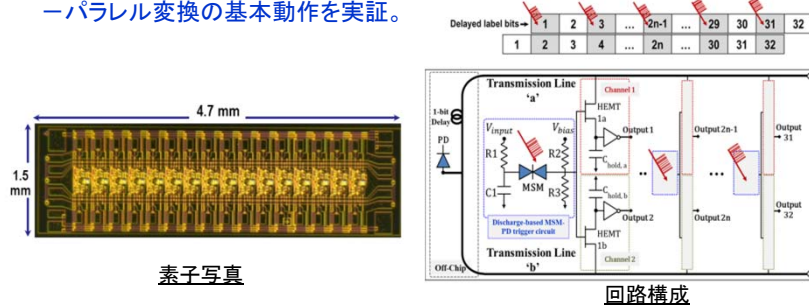 ーパラレル変換の基本動作を実証。
Delayed label bits→ 1 2 3 ... 2n-1 ... 29 30 31 32
1 2 3 4 ... 2n ... 30 31 32
4.7 mm
1.5 mm
素子写真
Transmission Line 'a'
Channel 1
1-bit Delay
PD
HEMT 1a
Output 1
Output2n-1
Output 31
Vinput
Vbias
R1
R2
Chold, a
MSM
C1
R3
Chold, b
Discharge-based MSM-PD trigger circuit
Output 2
Output 2n
Output 32
HEMT 1b
Transmission Line 'b'
Channel 2
Off-Chip
回路構成